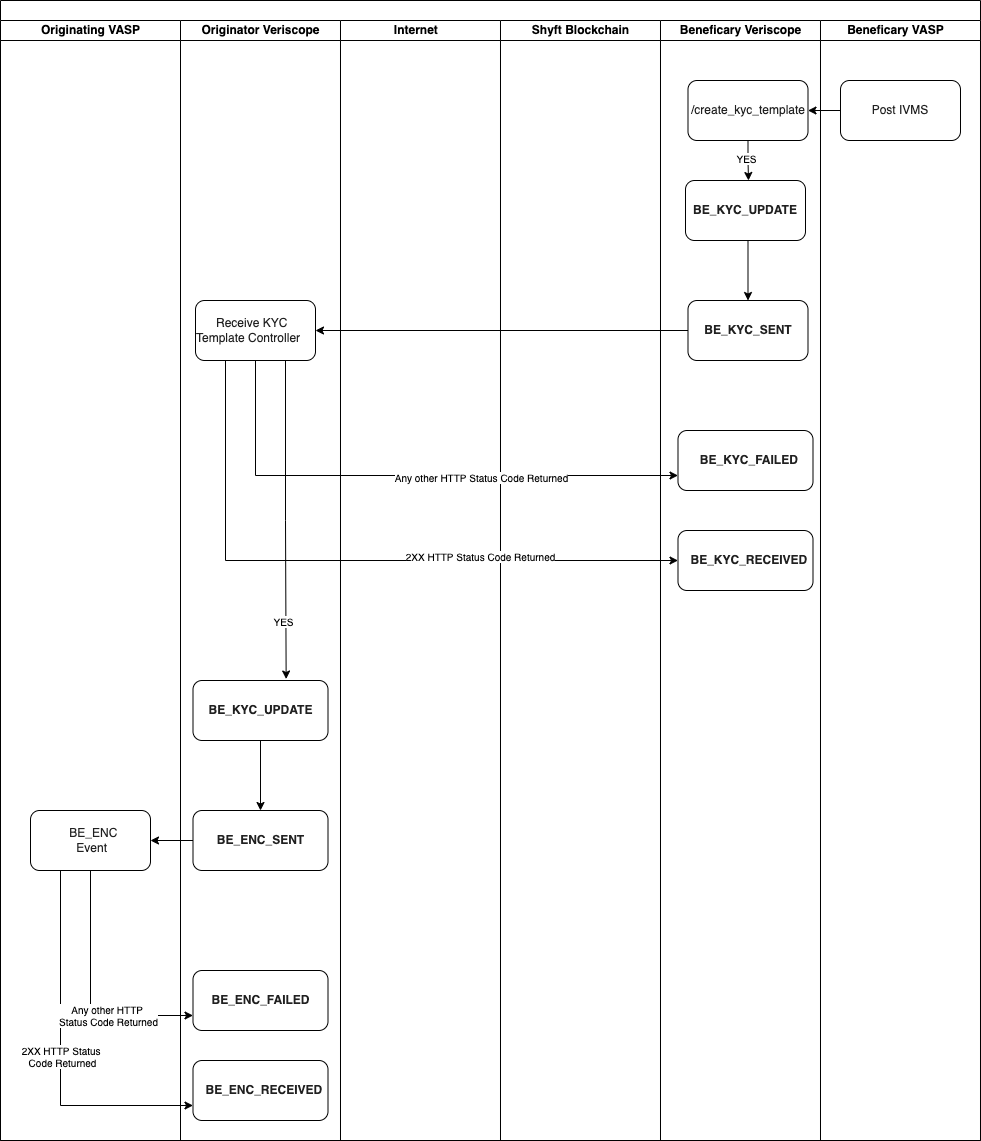 Originating VASP
Originator Veriscope
Internet
Shyft Blockchain
Beneficary Veriscope
Beneficary VASP
/create_kyc_template
Post IVMS
YES
BE_KYC_UPDATE
Receive KYC
Template Controller
BE_KYC_SENT
BE_KYC_FAILED
Any other HTTP Status Code Returned
2XX HTTP Status Code Returned
BE_KYC_RECEIVED
YES
BE_KYC_UPDATE
BE_ENC
Event
BE_ENC_SENT
BE_ENC_FAILED
Any other HTTP
Status Code Returned
2XX HTTP Status
Code Returned
BE_ENC_RECEIVED